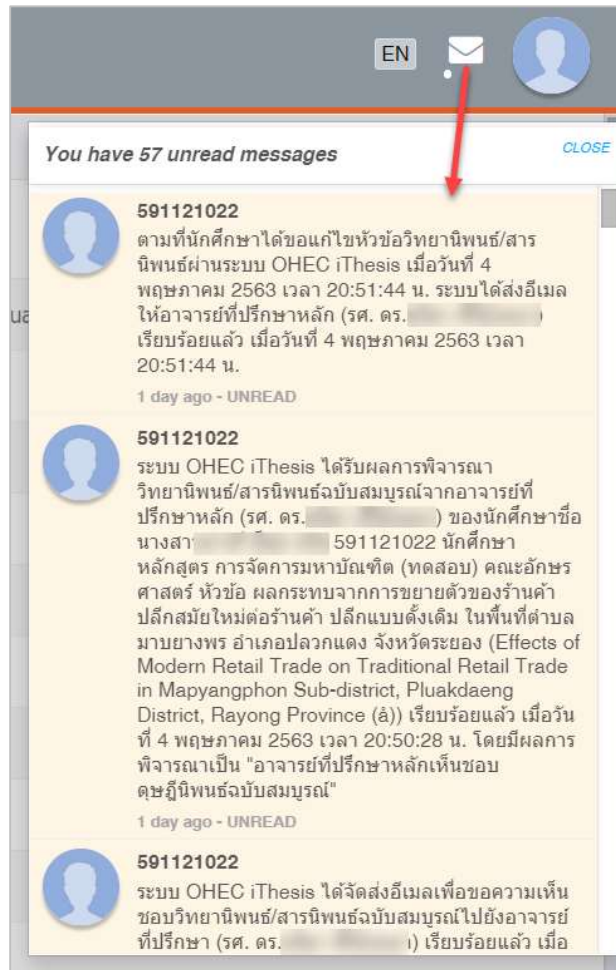 EN
You have 57 unread messages
CLOSE
591121022
ตามที่นักศึกษาได้ขอแก้ไขหัวข้อวิทยานิพนธ์/สาร
นิพนธ์ผ่านระบบ OHEC iThesis เมื่อวันที่ 4
พฤษภาคม 2563 เวลา 20:51:44 น. ระบบได้ส่งอีเมล
ให้อาจารย์ที่ปรึกษาหลัก (รศ. ดร. )
เรียบร้อยแล้ว เมื่อวันที่ 4 พฤษภาคม 2563 เวลา
20:51:44 น.
1 day ago - UNREAD
591121022
ระบบ OHEC iThesis ได้รับผลการพิจารณา
วิทยานิพนธ์/สารนิพนธ์ฉบับสมบูรณ์จากอาจารย์ที่
ปรึกษาหลัก (รศ. ดร. ) ของนักศึกษาชื่อ
นางสา 591121022 นักศึกษา
หลักสูตร การจัดการมหาบัณฑิต (ทดสอบ) คณะอักษร
ศาสตร์ หัวข้อ ผลกระทบจากการขยายตัวของร้านค้า
ปลีกสมัยใหม่ต่อร้านค้า ปลีกแบบดั้งเดิม ในพื้นที่ตำบล
มาบยางพร อำเภอปลวกแดง จังหวัดระยอง (Effects of
Modern Retail Trade on Traditional Retail Trade
in Mapyangphon Sub-district, Pluakdaeng
District, Rayong Province (å)) เรียบร้อยแล้ว เมื่อวัน
ที่ 4 พฤษภาคม 2563 เวลา 20:50:28 น. โดยมีผลการ
พิจารณาเป็น "อาจารย์ที่ปรึกษาหลักเห็นชอบ
ดุษฎีนิพนธ์ฉบับสมบูรณ์"
1 day ago - UNREAD
591121022
ระบบ OHEC iThesis ได้จัดส่งอีเมลเพื่อขอความเห็น
ชอบวิทยานิพนธ์/สารนิพนธ์ฉบับสมบูรณ์ไปยังอาจารย์
ที่ปรึกษา (รศ. ดร. ) เรียบร้อยแล้ว เมื่อ